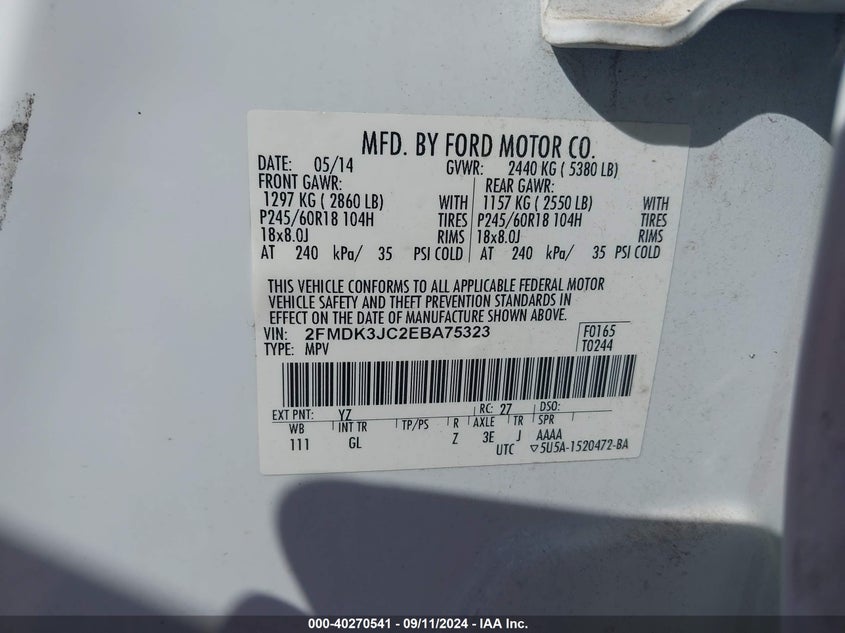 MFD. BY FORD MOTOR CO.
DATE: 05/14 GVWR: 2440 KG ( 5380 LB)
FRONT GAWR: REAR GAWR:
1297 KG ( 2860 LB) WITH 1157 KG ( 2550 LB) WITH
P245/60R18 104H TIRES P245/60R18 104H TIRES
18x8.0J RIMS 18x8.0J RIMS
AT 240 kPa/ 35 PSI COLD AT 240 kPa/ 35 PSI COLD
THIS VEHICLE CONFORMS TO ALL APPLICABLE FEDERAL MOTOR
VEHICLE SAFETY AND THEFT PREVENTION STANDARDS IN
EFFECT ON THE DATE OF MANUFACTURE SHOWN ABOVE.
VIN: 2FMDK3JC2EBA75323 F0165
TYPE: MPV T0244
EXT PNT: YZ RC: 27 DSO:
WB INT TR TP/PS R AXLE TR SPR
111 GL Z 3E J AAAA
UTC ▽5U5A-1520472-BA
000-40270541 - 09/11/2024 - IAA Inc.